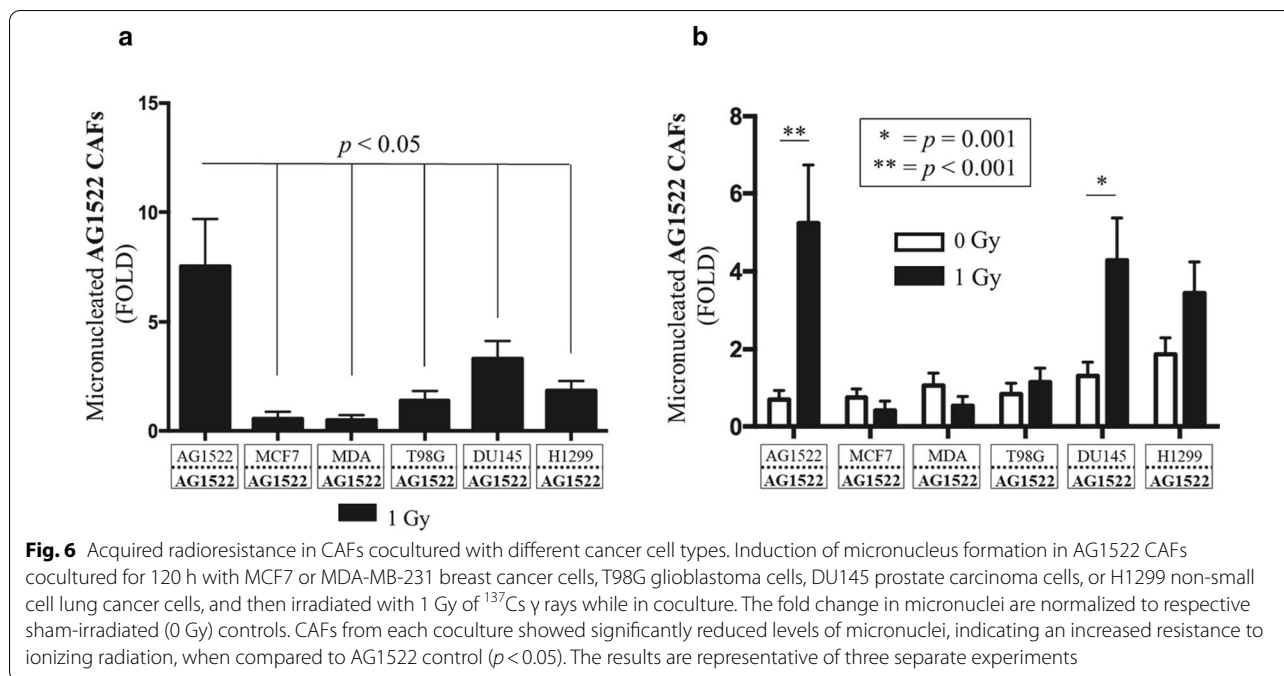 a
15
10
5
0
Micronucleated AG1522 CAFs
(FOLD)
p < 0.05
AG1522 MCF7 MDA T98G DU145 H1299
AG1522 AG1522 AG1522 AG1522 AG1522 AG1522
1 Gy
b
8
6
4
2
0
Micronucleated AG1522 CAFs
(FOLD)
**
* = p = 0.001
** = p < 0.001
*
0 Gy
1 Gy
AG1522 MCF7 MDA T98G DU145 H1299
AG1522 AG1522 AG1522 AG1522 AG1522 AG1522
Fig. 6 Acquired radioresistance in CAFs cocultured with different cancer cell types. Induction of micronucleus formation in AG1522 CAFs
cocultured for 120 h with MCF7 or MDA-MB-231 breast cancer cells, T98G glioblastoma cells, DU145 prostate carcinoma cells, or H1299 non-small
cell lung cancer cells, and then irradiated with 1 Gy of ¹³⁷Cs γ rays while in coculture. The fold change in micronuclei are normalized to respective
sham-irradiated (0 Gy) controls. CAFs from each coculture showed significantly reduced levels of micronuclei, indicating an increased resistance to
ionizing radiation, when compared to AG1522 control (p < 0.05). The results are representative of three separate experiments